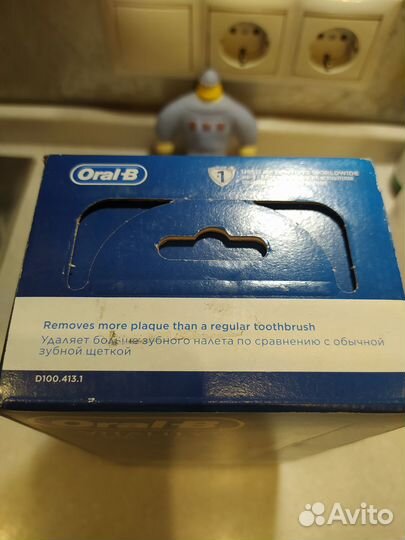 Oral-B
1
Removes more plaque than a regular toothbrush
Удаляет больше зубного налета по сравнению с обычной
зубной щеткой
D100.413.1
Oral-B
Avito